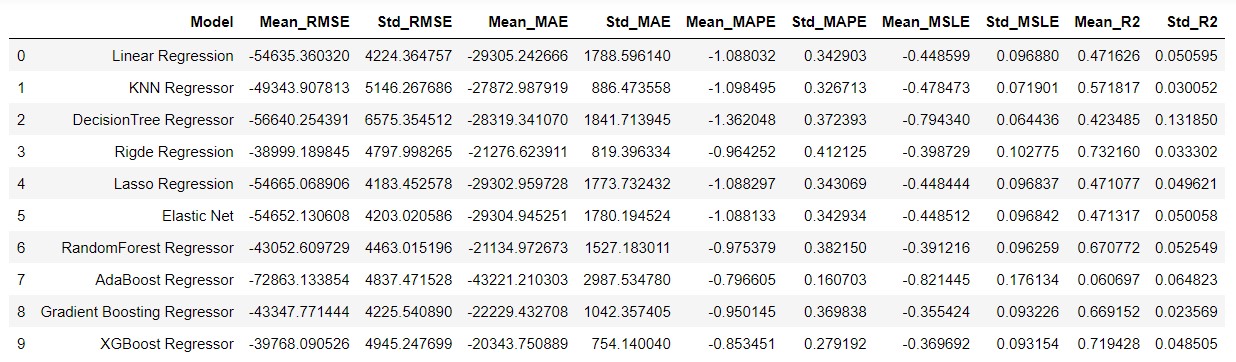 Model Mean_RMSE Std_RMSE Mean_MAE Std_MAE Mean_MAPE Std_MAPE Mean_MSLE Std_MSLE Mean_R2 Std_R2
0 Linear Regression -54635.360320 4224.364757 -29305.242666 1788.596140 -1.088032 0.342903 -0.448599 0.096880 0.471626 0.050595
1 KNN Regressor -49343.907813 5146.267686 -27872.987919 886.473558 -1.098495 0.326713 -0.478473 0.071901 0.571817 0.030052
2 DecisionTree Regressor -56640.254391 6575.354512 -28319.341070 1841.713945 -1.362048 0.372393 -0.794340 0.064436 0.423485 0.131850
3 Rigde Regression -38999.189845 4797.998265 -21276.623911 819.396334 -0.964252 0.412125 -0.398729 0.102775 0.732160 0.033302
4 Lasso Regression -54665.068906 4183.452578 -29302.959728 1773.732432 -1.088297 0.343069 -0.448444 0.096837 0.471077 0.049621
5 Elastic Net -54652.130608 4203.020586 -29304.945251 1780.194524 -1.088133 0.342934 -0.448512 0.096842 0.471317 0.050058
6 RandomForest Regressor -43052.609729 4463.015196 -21134.972673 1527.183011 -0.975379 0.382150 -0.391216 0.096259 0.670772 0.052549
7 AdaBoost Regressor -72863.133854 4837.471528 -43221.210303 2987.534780 -0.796605 0.160703 -0.821445 0.176134 0.060697 0.064823
8 Gradient Boosting Regressor -43347.771444 4225.540890 -22229.432708 1042.357405 -0.950145 0.369838 -0.355424 0.093226 0.669152 0.023569
9 XGBoost Regressor -39768.090526 4945.247699 -20343.750889 754.140040 -0.853451 0.279192 -0.369692 0.093154 0.719428 0.048505